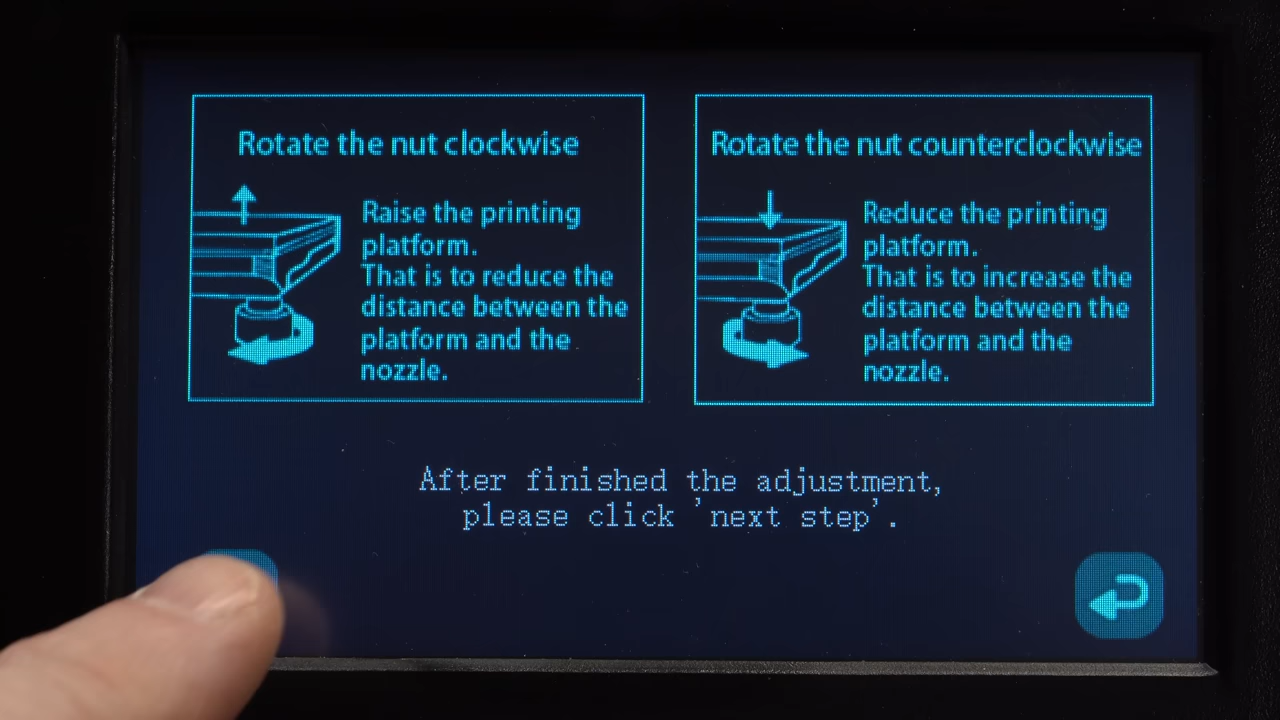 Rotate the nut clockwise
Raise the printing
platform.
That is to reduce the
distance between the
platform and the
nozzle.
Rotate the nut counterclockwise
Reduce the printing
platform.
That is to increase the
distance between the
platform and the
nozzle.
After finished the adjustment,
please click 'next step'.